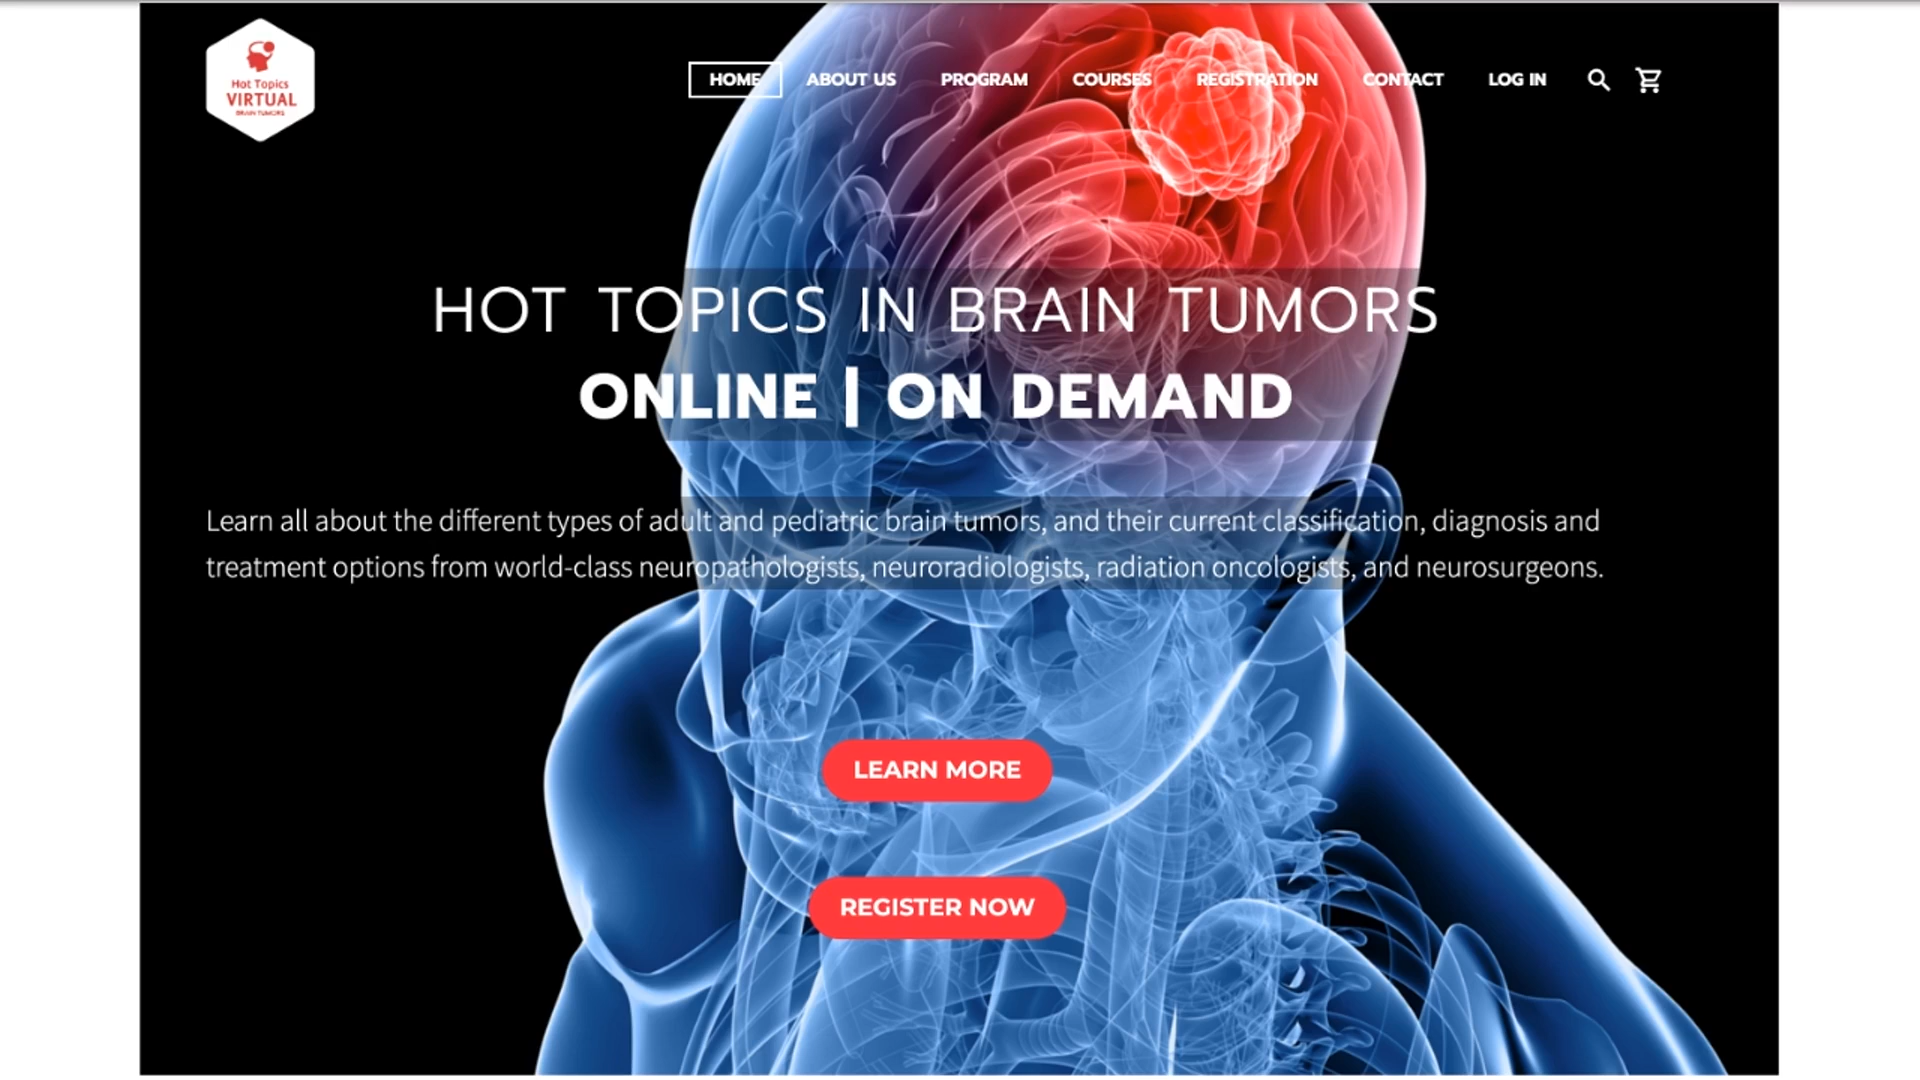 Hot Topics
VIRTUAL
BRAIN TUMORS
HOME ABOUT US PROGRAM COURSES REGISTRATION CONTACT LOG IN
HOT TOPICS IN BRAIN TUMORS
ONLINE | ON DEMAND
Learn all about the different types of adult and pediatric brain tumors, and their current classification, diagnosis and
treatment options from world-class neuropathologists, neuroradiologists, radiation oncologists, and neurosurgeons.
LEARN MORE
REGISTER NOW